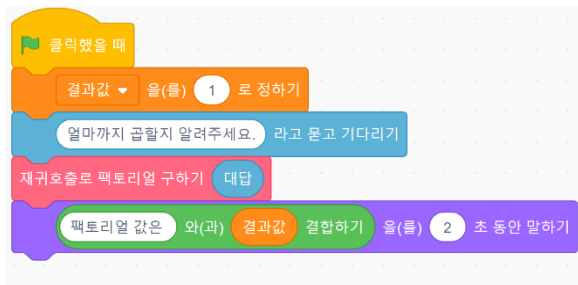 클릭했을 때
결과값 을(를) 1 로 정하기
얼마까지 곱할지 알려주세요. 라고 묻고 기다리기
재귀호출로 팩토리얼 구하기 대답
팩토리얼 값은 와(과) 결과값 결합하기 을(를) 2 초 동안 말하기